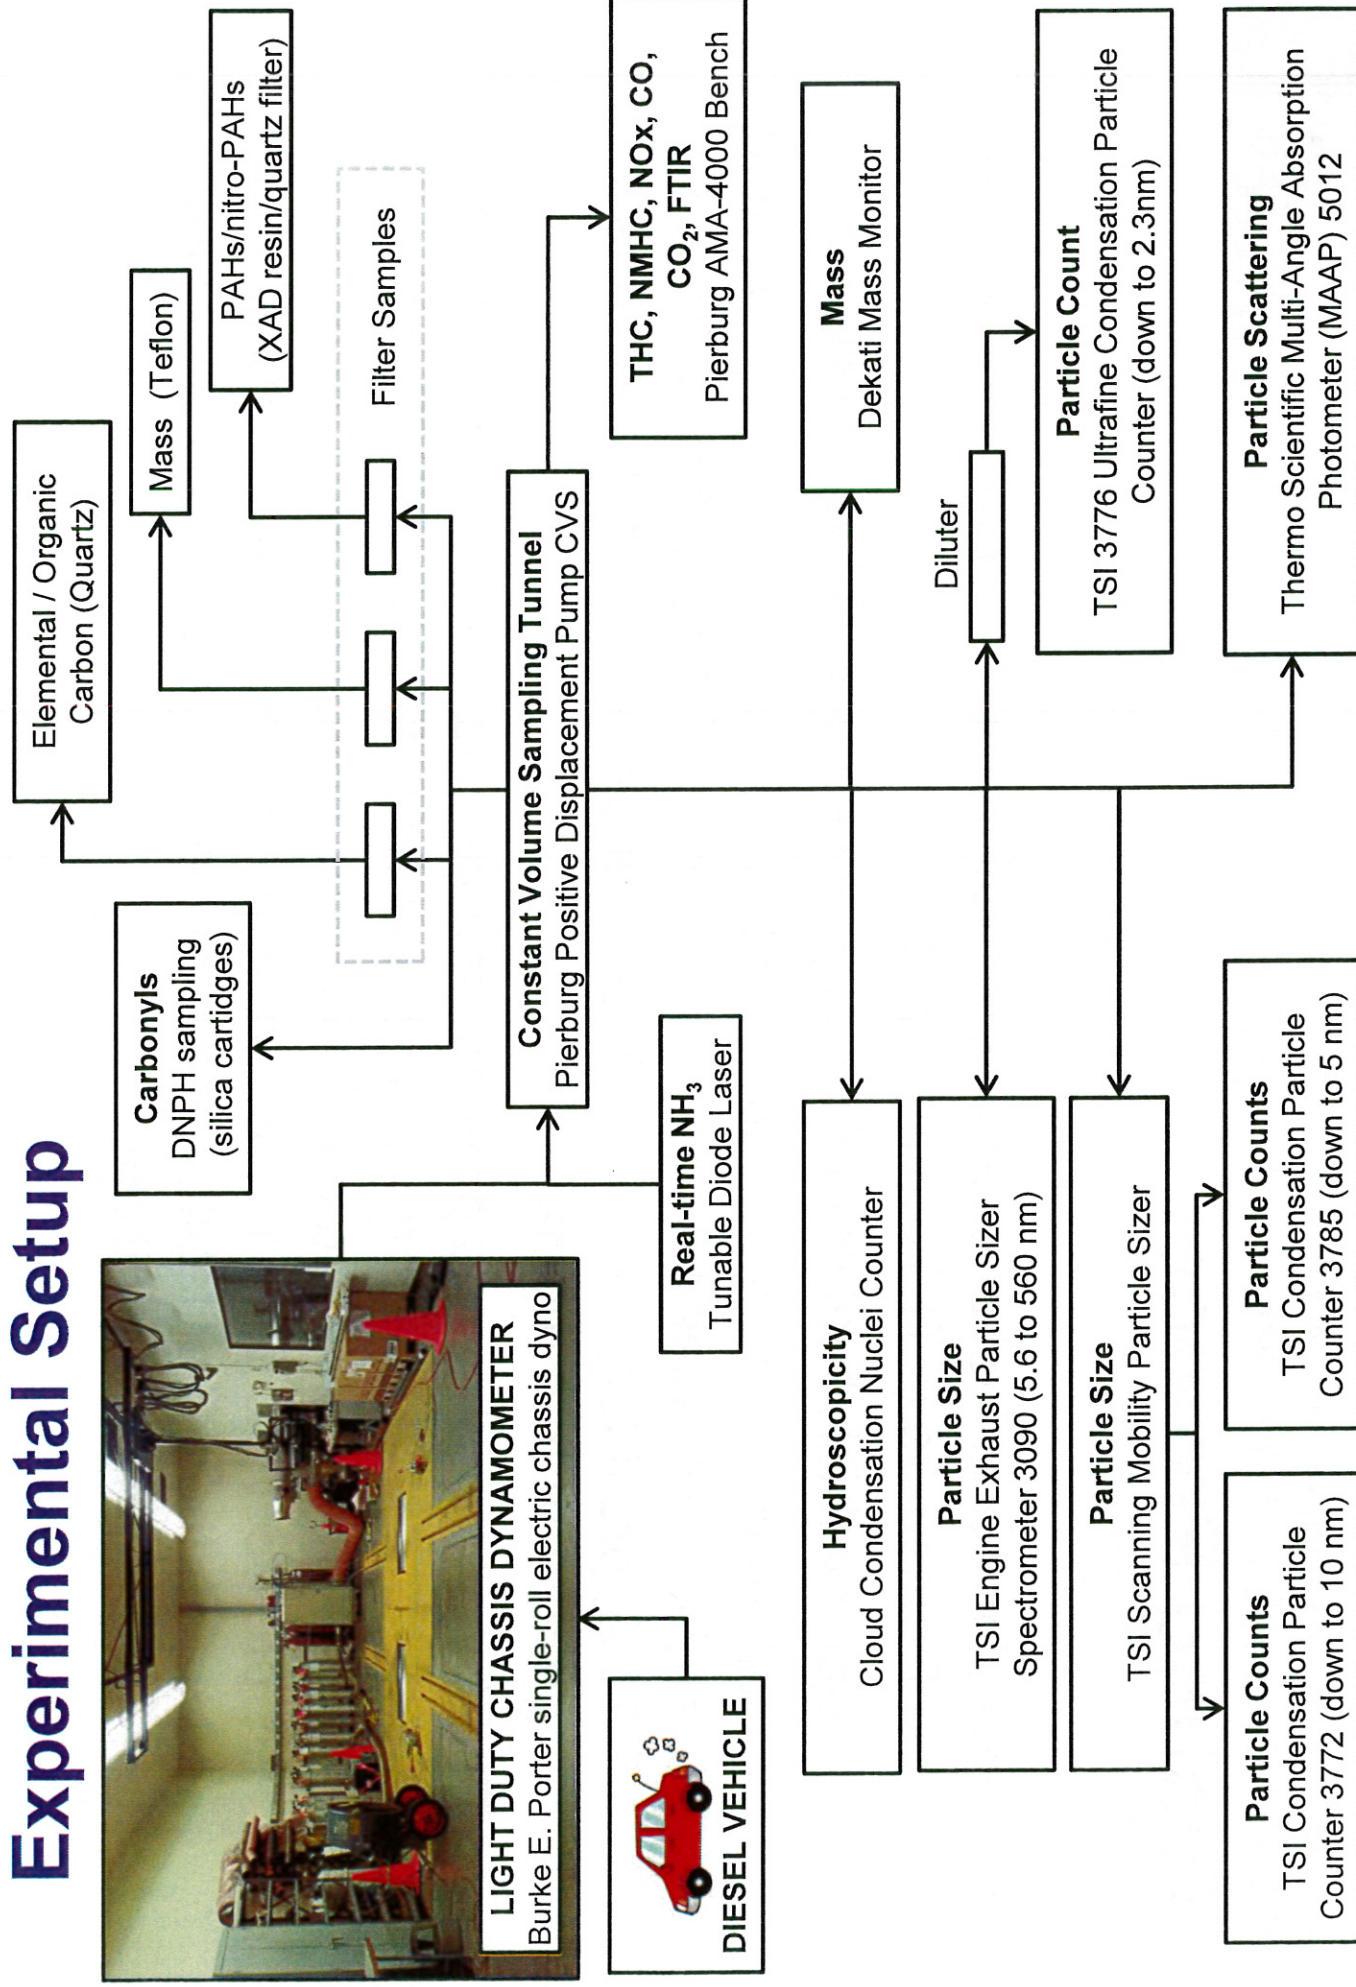 Experimental Setup
LIGHT DUTY CHASSIS DYNAMOMETER
Burke E. Porter single-roll electric chassis dyno
DIESEL VEHICLE
Carbonyls
DNPH sampling
(silica cartidges)
Elemental / Organic
Carbon (Quartz)
Mass (Teflon)
PAHs/nitro-PAHs
(XAD resin/quartz filter)
Filter Samples
Real-time NH₃
Tunable Diode Laser
Constant Volume Sampling Tunnel
Pierburg Positive Displacement Pump CVS
THC, NMHC, NOx, CO,
CO₂, FTIR
Pierburg AMA-4000 Bench
Hydroscopicity
Cloud Condensation Nuclei Counter
Mass
Dekati Mass Monitor
Particle Size
TSI Engine Exhaust Particle Sizer
Spectrometer 3090 (5.6 to 560 nm)
Diluter
Particle Count
TSI 3776 Ultrafine Condensation Particle
Counter (down to 2.3nm)
Particle Size
TSI Scanning Mobility Particle Sizer
Particle Counts
TSI Condensation Particle
Counter 3772 (down to 10 nm)
Particle Counts
TSI Condensation Particle
Counter 3785 (down to 5 nm)
Particle Scattering
Thermo Scientific Multi-Angle Absorption
Photometer (MAAP) 5012